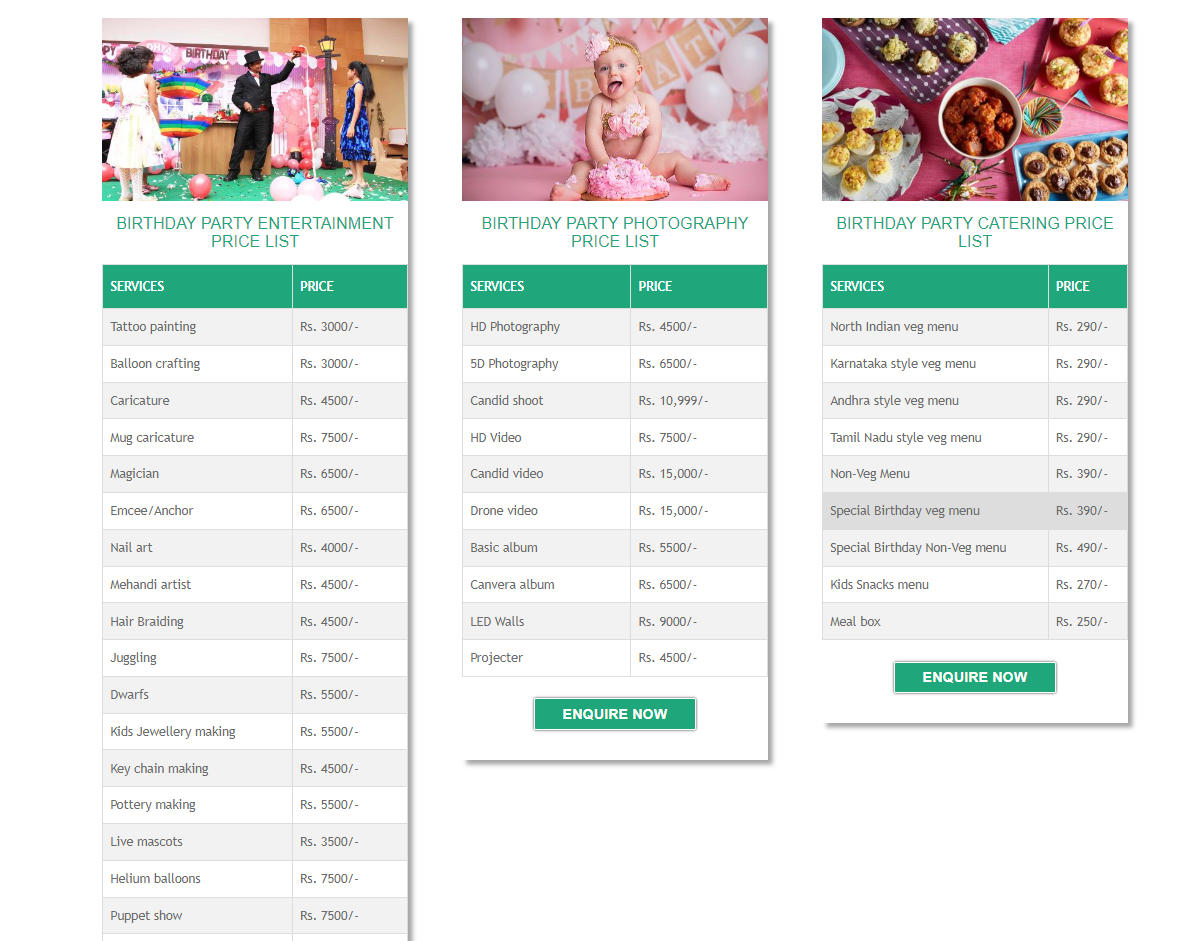 BIRTHDAY
BIRTHDAY PARTY ENTERTAINMENT
PRICE LIST
SERVICES PRICE
Tattoo painting Rs. 3000/-
Balloon crafting Rs. 3000/-
Caricature Rs. 4500/-
Mug caricature Rs. 7500/-
Magician Rs. 6500/-
Emcee/Anchor Rs. 6500/-
Nail art Rs. 4000/-
Mehandi artist Rs. 4500/-
Hair Braiding Rs. 4500/-
Juggling Rs. 7500/-
Dwarfs Rs. 5500/-
Kids Jewellery making Rs. 5500/-
Key chain making Rs. 4500/-
Pottery making Rs. 5500/-
Live mascots Rs. 3500/-
Helium balloons Rs. 7500/-
Puppet show Rs. 7500/-
BIRTHDAY PARTY PHOTOGRAPHY
PRICE LIST
SERVICES PRICE
HD Photography Rs. 4500/-
5D Photography Rs. 6500/-
Candid shoot Rs. 10,999/-
HD Video Rs. 7500/-
Candid video Rs. 15,000/-
Drone video Rs. 15,000/-
Basic album Rs. 5500/-
Canvera album Rs. 6500/-
LED Walls Rs. 9000/-
Projecter Rs. 4500/-
ENQUIRE NOW
BIRTHDAY PARTY CATERING PRICE
LIST
SERVICES PRICE
North Indian veg menu Rs. 290/-
Karnataka style veg menu Rs. 290/-
Andhra style veg menu Rs. 290/-
Tamil Nadu style veg menu Rs. 290/-
Non-Veg Menu Rs. 390/-
Special Birthday veg menu Rs. 390/-
Special Birthday Non-Veg menu Rs. 490/-
Kids Snacks menu Rs. 270/-
Meal box Rs. 250/-
ENQUIRE NOW